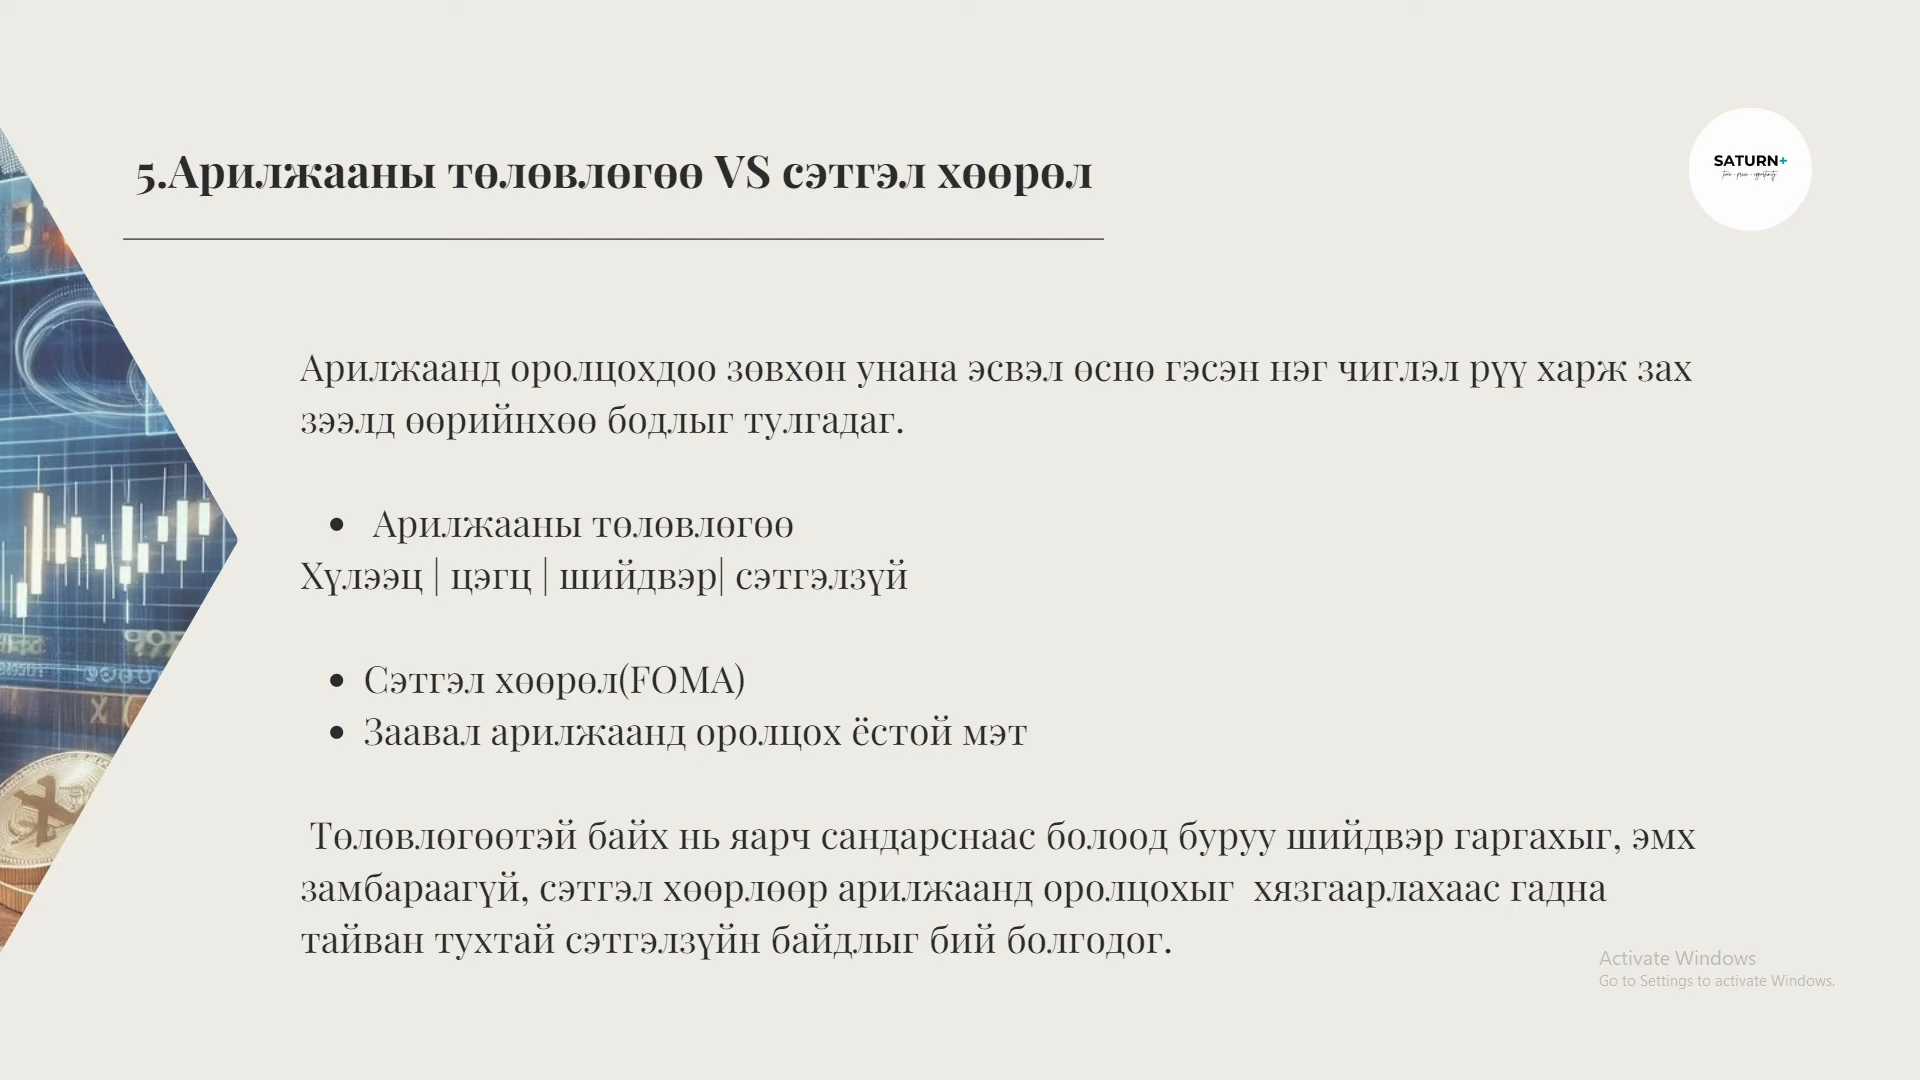 5.Арилжааны төлөвлөгөө VS сэтгэл хөөрөл
SATURN+
Арилжаанд оролцохдоо зөвхөн унана эсвэл өснө гэсэн нэг чиглэл рүү харж зах
зээлд өөрийнхөө бодлыг тулгадаг.
• Арилжааны төлөвлөгөө
Хүлээц | цэгц | шийдвэр| сэтгэлзүй
• Сэтгэл хөөрөл(FOMA)
• Заавал арилжаанд оролцох ёстой мэт
Төлөвлөгөөтэй байх нь яарч сандарснаас болоод буруу шийдвэр гаргахыг, эмх
замбараагүй, сэтгэл хөөрлөөр арилжаанд оролцохыг хязгаарлахаас гадна
тайван тухтай сэтгэлзүйн байдлыг бий болгодог.
Activate Windows
Go to Settings to activate Windows.